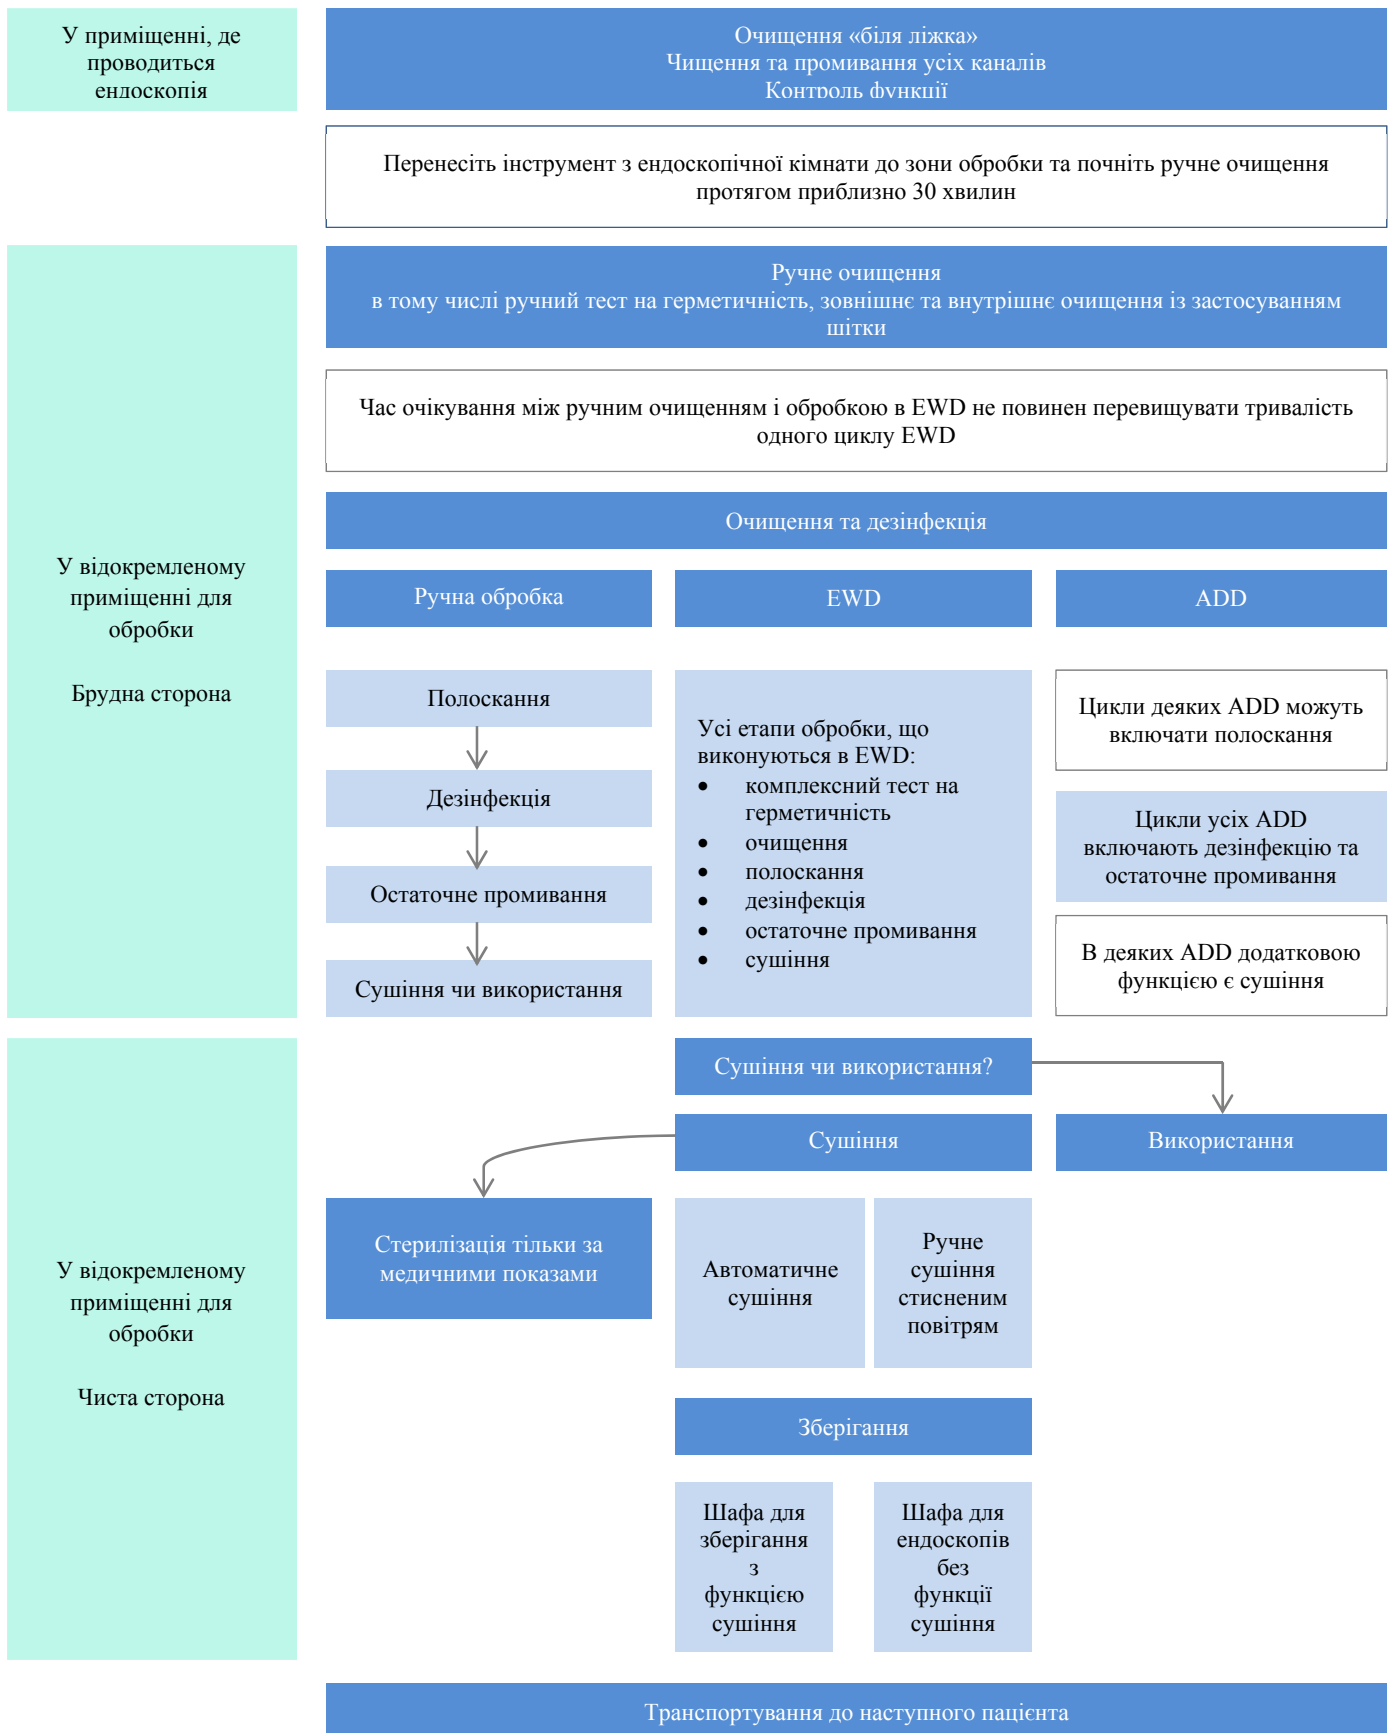 У приміщенні, де
проводиться
ендоскопія
Очищення «біля ліжка»
Чищення та промивання усіх каналів
Контроль функції
Перенесіть інструмент з ендоскопічної кімнати до зони обробки та почніть ручне очищення
протягом приблизно 30 хвилин
Ручне очищення
в тому числі ручний тест на герметичність, зовнішнє та внутрішнє очищення із застосуванням
шітки
Час очікування між ручним очищенням і обробкою в EWD не повинен перевищувати тривалість
одного циклу EWD
Очищення та дезінфекція
У відокремленому
приміщенні для
обробки
Брудна сторона
Ручна обробка
EWD
ADD
Полоскання
Дезінфекція
Остаточне промивання
Сушіння чи використання
Усі етапи обробки, що
виконуються в EWD:
• комплексний тест на
герметичність
• очищення
• полоскання
• дезінфекція
• остаточне промивання
• сушіння
Цикли деяких ADD можуть
включати полоскання
Цикли усіх ADD
включають дезінфекцію та
остаточне промивання
В деяких ADD додатковою
функцією є сушіння
У відокремленому
приміщенні для
обробки
Чиста сторона
Сушіння чи використання?
Сушіння
Використання
Стерилізація тільки за
медичними показами
Автоматичне
сушіння
Ручне
сушіння
стисненим
повітрям
Зберігання
Шафа для
зберігання
з
функцією
сушіння
Шафа для
ендоскопів
без
функції
сушіння
Транспортування до наступного пацієнта